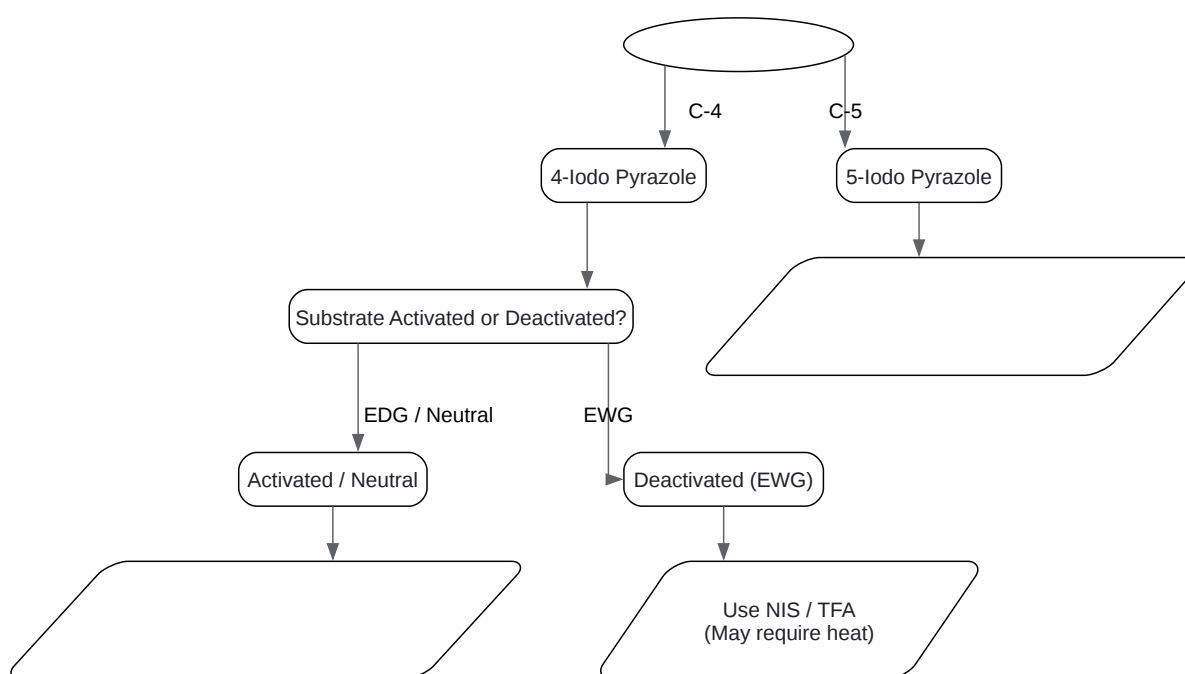 C-4
C-5
4-Iodo Pyrazole
5-Iodo Pyrazole
Substrate Activated or Deactivated?
EDG / Neutral
EWG
Activated / Neutral
Deactivated (EWG)
Use NIS / TFA
(May require heat)